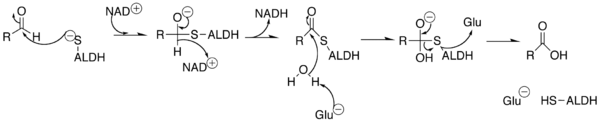 O NAD⊕ O⊖ NADH O O⊖ Glu O
R ⊖S R S–ALDH R S R S R OH
ALDH H ALDH OH ALDH
NAD⊕ H O H Glu⊖ HS–ALDH
Glu⊖